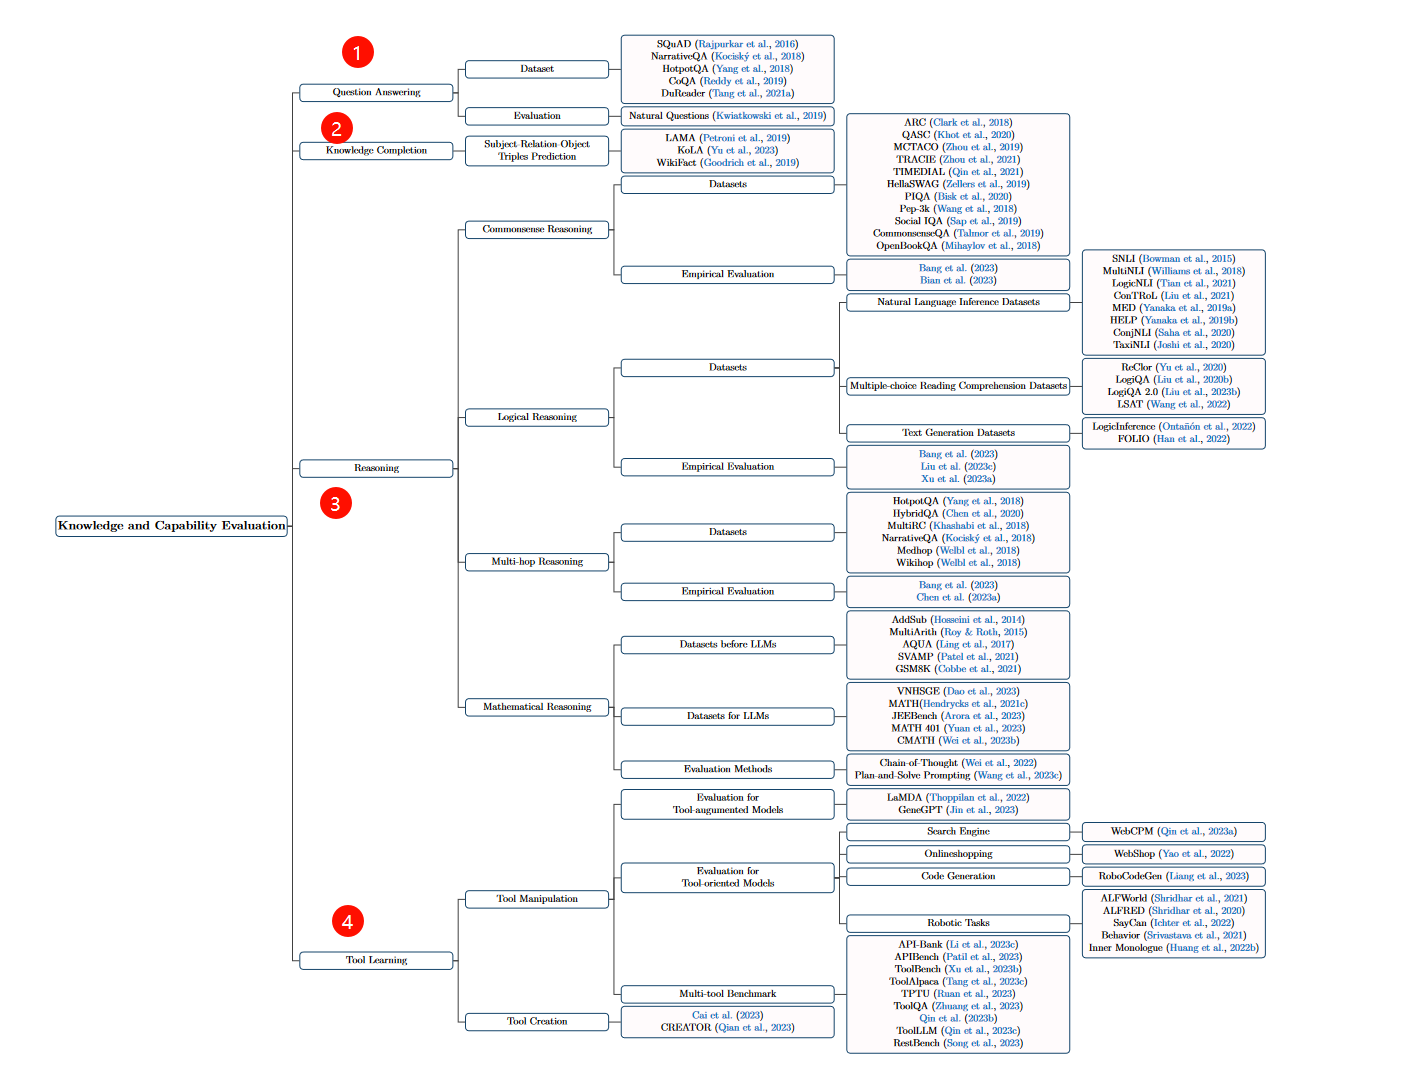 1
Question Answering
Dataset
SQuAD (Rajpurkar et al., 2016)
NarrativeQA (Kociský et al., 2018)
HotpotQA (Yang et al., 2018)
CoQA (Reddy et al., 2019)
DuReader (Tang et al., 2021a)
Evaluation
Natural Questions (Kwiatkowski et al., 2019)
2
Knowledge Completion
Subject-Relation-Object
Triples Prediction
LAMA (Petroni et al., 2019)
KoLA (Yu et al., 2023)
WikiFact (Goodrich et al., 2019)
Knowledge and Capability Evaluation
Reasoning
3
Commonsense Reasoning
Datasets
ARC (Clark et al., 2018)
QASC (Khot et al., 2020)
MCTACO (Zhou et al., 2019)
TRACIE (Zhou et al., 2021)
TIMEDIAL (Qin et al., 2021)
HellaSWAG (Zellers et al., 2019)
PIQA (Bisk et al., 2020)
Pep-3k (Wang et al., 2018)
Social IQA (Sap et al., 2019)
CommonsenseQA (Talmor et al., 2019)
OpenBookQA (Mihaylov et al., 2018)
Empirical Evaluation
Bang et al. (2023)
Bian et al. (2023)
Logical Reasoning
Datasets
Natural Language Inference Datasets
SNLI (Bowman et al., 2015)
MultiNLI (Williams et al., 2018)
LogicNLI (Tian et al., 2021)
ConTRoL (Liu et al., 2021)
MED (Yanaka et al., 2019a)
HELP (Yanaka et al., 2019b)
ConjNLI (Saha et al., 2020)
TaxiNLI (Joshi et al., 2020)
Multiple-choice Reading Comprehension Datasets
ReClor (Yu et al., 2020)
LogiQA (Liu et al., 2020b)
LogiQA 2.0 (Liu et al., 2023b)
LSAT (Wang et al., 2022)
Text Generation Datasets
LogicInference (Ontañón et al., 2022)
FOLIO (Han et al., 2022)
Empirical Evaluation
Bang et al. (2023)
Liu et al. (2023c)
Xu et al. (2023a)
Multi-hop Reasoning
Datasets
HotpotQA (Yang et al., 2018)
HybridQA (Chen et al., 2020)
MultiRC (Khashabi et al., 2018)
NarrativeQA (Kociský et al., 2018)
Medhop (Welbl et al., 2018)
Wikihop (Welbl et al., 2018)
Empirical Evaluation
Bang et al. (2023)
Chen et al. (2023a)
Mathematical Reasoning
Datasets before LLMs
AddSub (Hosseini et al., 2014)
MultiArith (Roy & Roth, 2015)
AQUA (Ling et al., 2017)
SVAMP (Patel et al., 2021)
GSM8K (Cobbe et al., 2021)
Datasets for LLMs
VNHSGE (Dao et al., 2023)
MATH(Hendrycks et al., 2021c)
JEEBench (Arora et al., 2023)
MATH 401 (Yuan et al., 2023)
CMATH (Wei et al., 2023b)
Evaluation Methods
Chain-of-Thought (Wei et al., 2022)
Plan-and-Solve Prompting (Wang et al., 2023c)
4
Tool Learning
Tool Manipulation
Evaluation for
Tool-augumented Models
LaMDA (Thoppilan et al., 2022)
GeneGPT (Jin et al., 2023)
Evaluation for
Tool-oriented Models
Search Engine
WebCPM (Qin et al., 2023a)
Onlineshopping
WebShop (Yao et al., 2022)
Code Generation
RoboCodeGen (Liang et al., 2023)
Robotic Tasks
ALFWorld (Shridhar et al., 2021)
ALFRED (Shridhar et al., 2020)
SayCan (Ichter et al., 2022)
Behavior (Srivastava et al., 2021)
Inner Monologue (Huang et al., 2022b)
Multi-tool Benchmark
API-Bank (Li et al., 2023c)
APIBench (Patil et al., 2023)
ToolBench (Xu et al., 2023b)
ToolAlpaca (Tang et al., 2023c)
TPTU (Ruan et al., 2023)
ToolQA (Zhuang et al., 2023)
Qin et al. (2023b)
ToolLLM (Qin et al., 2023c)
RestBench (Song et al., 2023)
Tool Creation
Cai et al. (2023)
CREATOR (Qian et al., 2023)